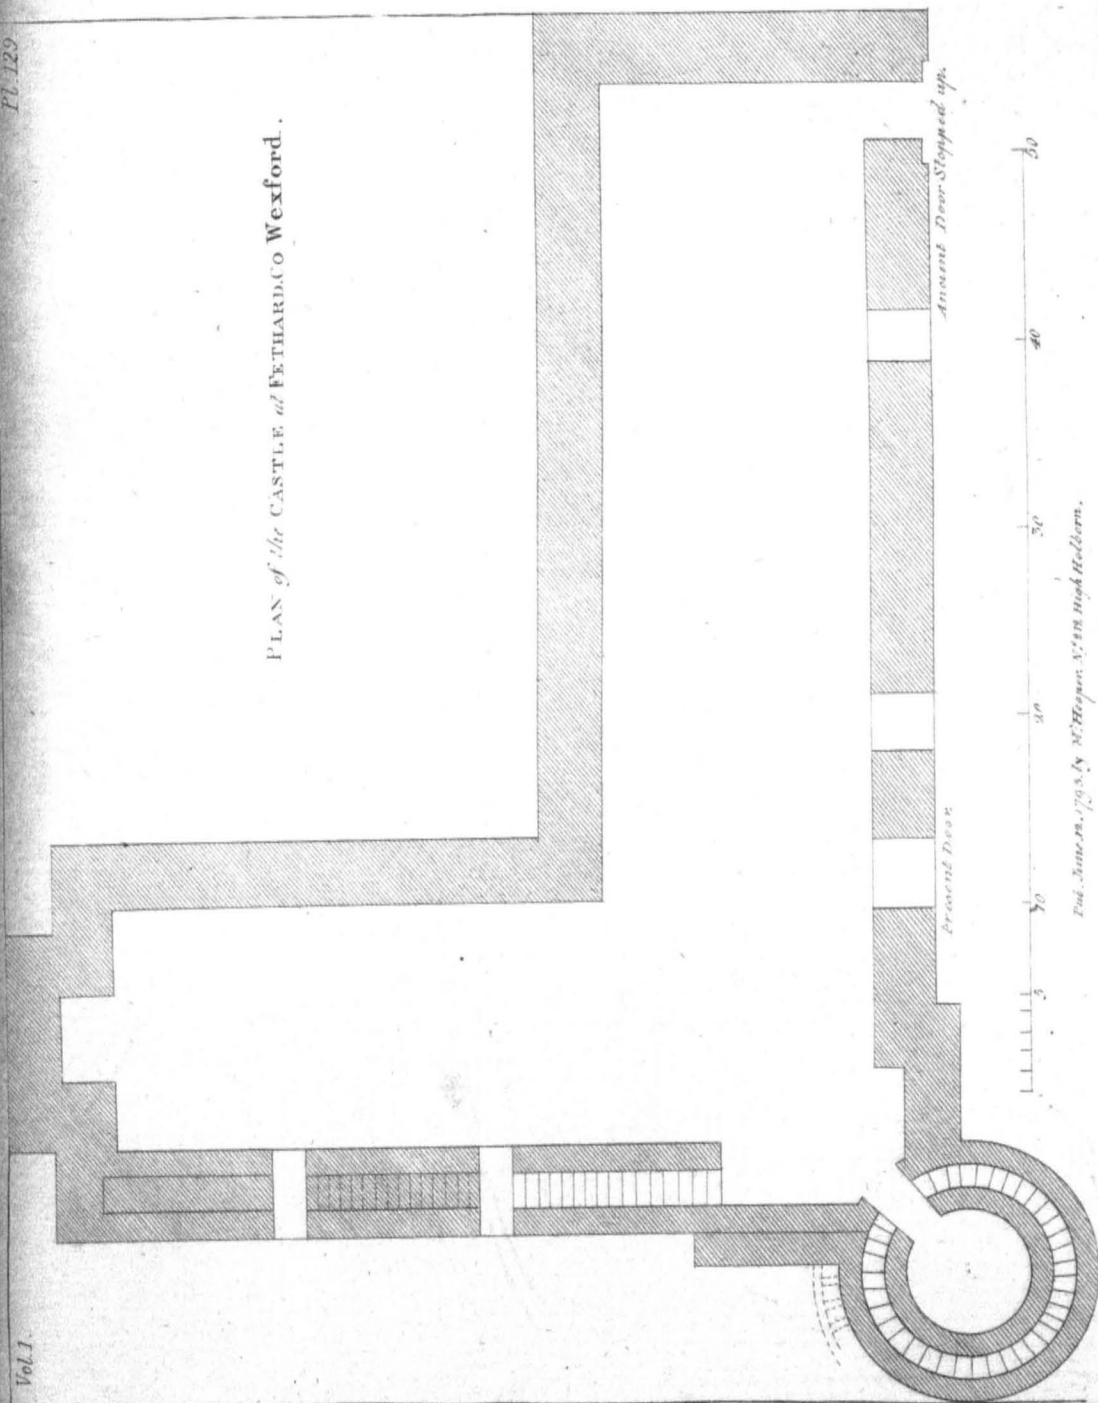 Vol.1.
Pl.129
PLAN of the CASTLE at FETHARD. Co Wexford.
Present Door.
Ancient Door Stopped up.
5 10 20 30 40 50
Pub. June 12, 1793, by M. Hooper, No. 212, High Holborn.